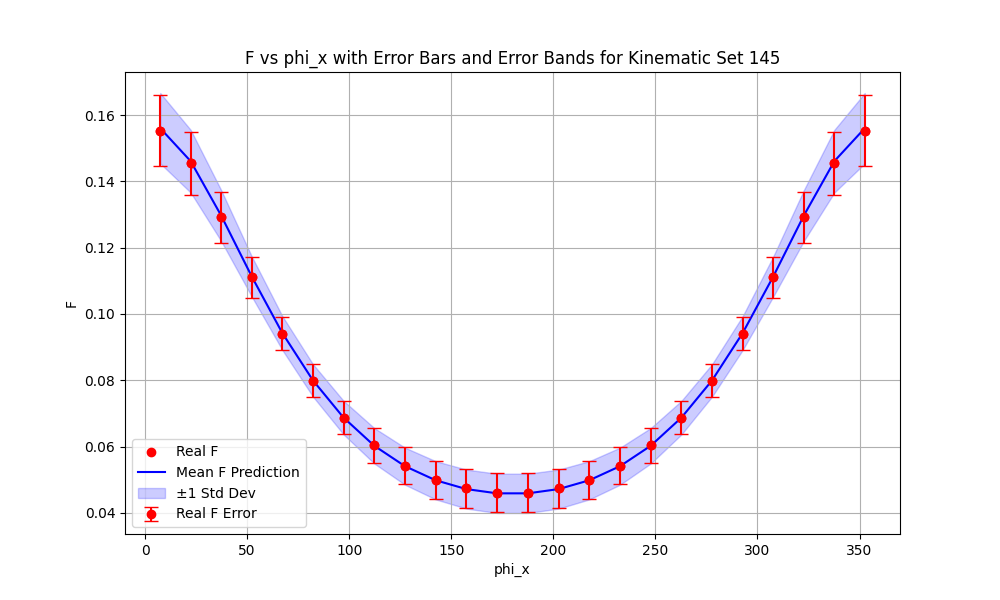 F vs phi_x with Error Bars and Error Bands for Kinematic Set 145
0.16
0.14
0.12
0.10
0.08
0.06
0.04
F
Real F
Mean F Prediction
±1 Std Dev
Real F Error
0 50 100 150 200 250 300 350
phi_x